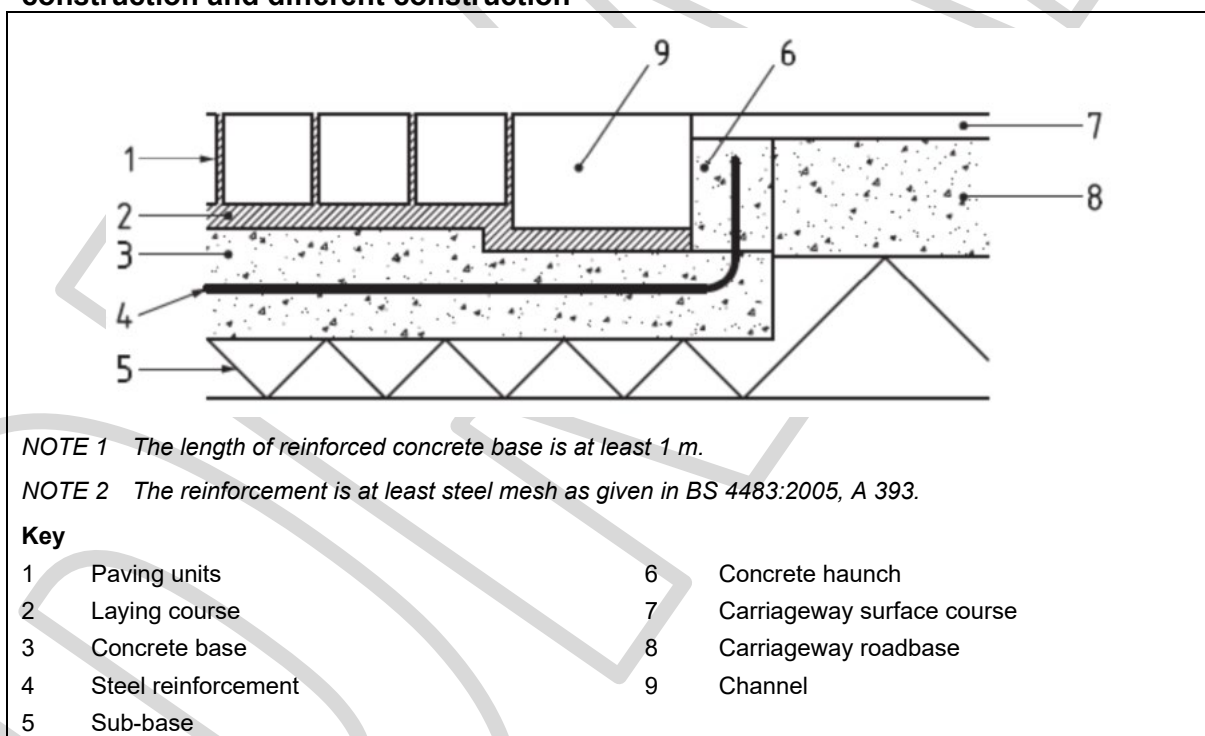 construction and different construction
9 6
7
1
8
2
3
4
5
NOTE 1 The length of reinforced concrete base is at least 1 m.
NOTE 2 The reinforcement is at least steel mesh as given in BS 4483:2005, A 393.
Key
1 Paving units 6 Concrete haunch
2 Laying course 7 Carriageway surface course
3 Concrete base 8 Carriageway roadbase
4 Steel reinforcement 9 Channel
5 Sub-base